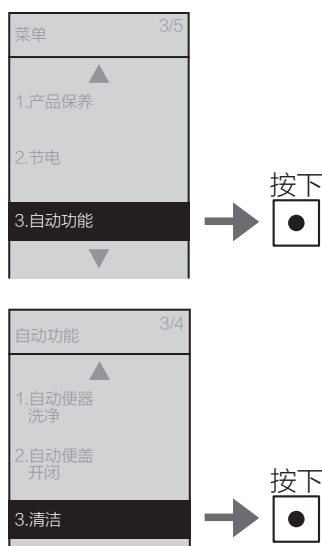 菜单 3/5
1.产品保养
2.节电
3.自动功能
按下
自动功能 3/4
1.自动便器
洗净
2.自动便盖
开闭
3.清洁
按下